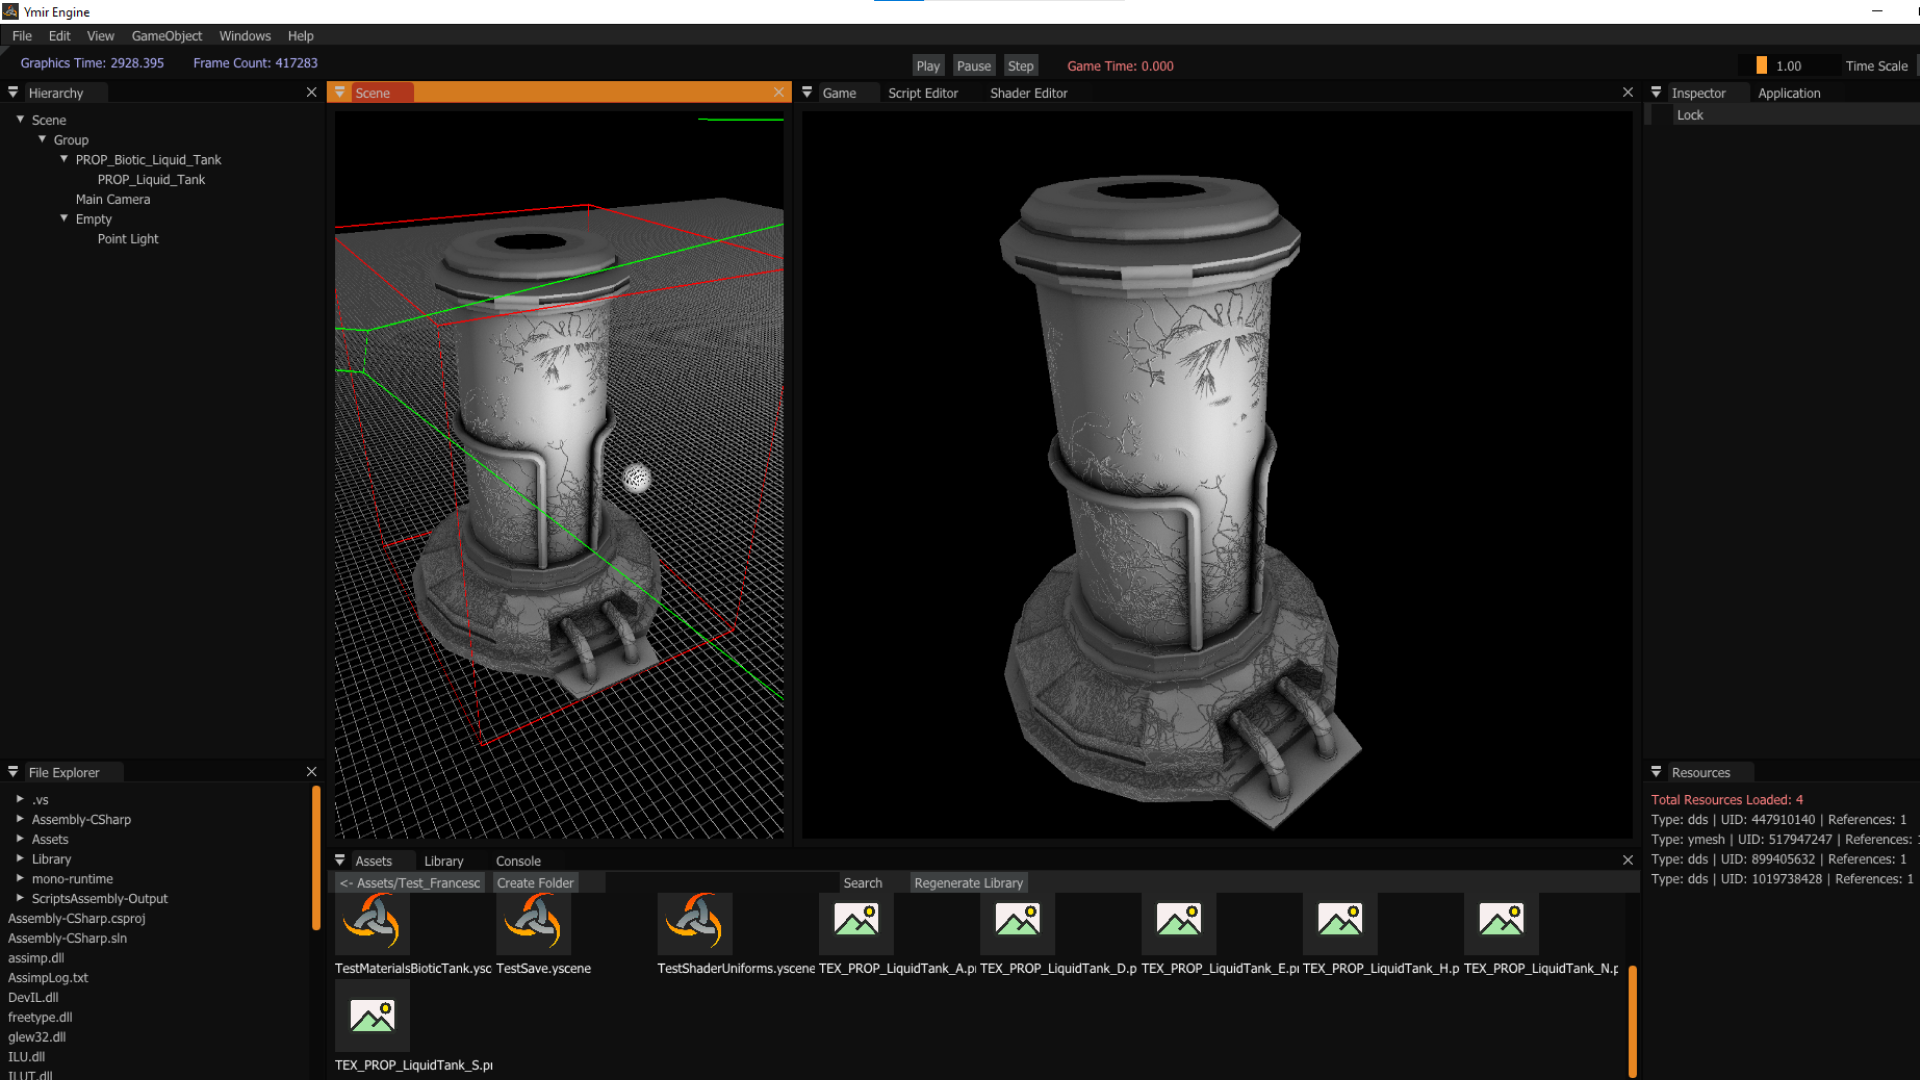 Ymir Engine
File Edit View GameObject Windows Help
Graphics Time: 2928.395 Frame Count: 417283
Play Pause Step Game Time: 0.000 1.00 Time Scale
Hierarchy
Scene
Group
PROP_Biotic_Liquid_Tank
PROP_Liquid_Tank
Main Camera
Empty
Point Light
Scene
Game Script Editor Shader Editor
Inspector Application
Lock
File Explorer
.vs
Assembly-CSharp
Assets
Library
mono-runtime
ScriptsAssembly-Output
Assembly-CSharp.csproj
Assembly-CSharp.sln
assimp.dll
AssimpLog.txt
DevIL.dll
freetype.dll
glew32.dll
ILU.dll
ILUT.dll
Assets Library Console
<- Assets/Test_Francesc Create Folder Search Regenerate Library
TestMaterialsBioticTank.ysc TestSave.yscene TestShaderUniforms.yscene TEX_PROP_LiquidTank_A.p TEX_PROP_LiquidTank_D.p TEX_PROP_LiquidTank_E.p TEX_PROP_LiquidTank_H.p TEX_PROP_LiquidTank_N.p
TEX_PROP_LiquidTank_S.p
Resources
Total Resources Loaded: 4
Type: dds | UID: 447910140 | References: 1
Type: ymesh | UID: 517947247 | References: 1
Type: dds | UID: 899405632 | References: 1
Type: dds | UID: 1019738428 | References: 1